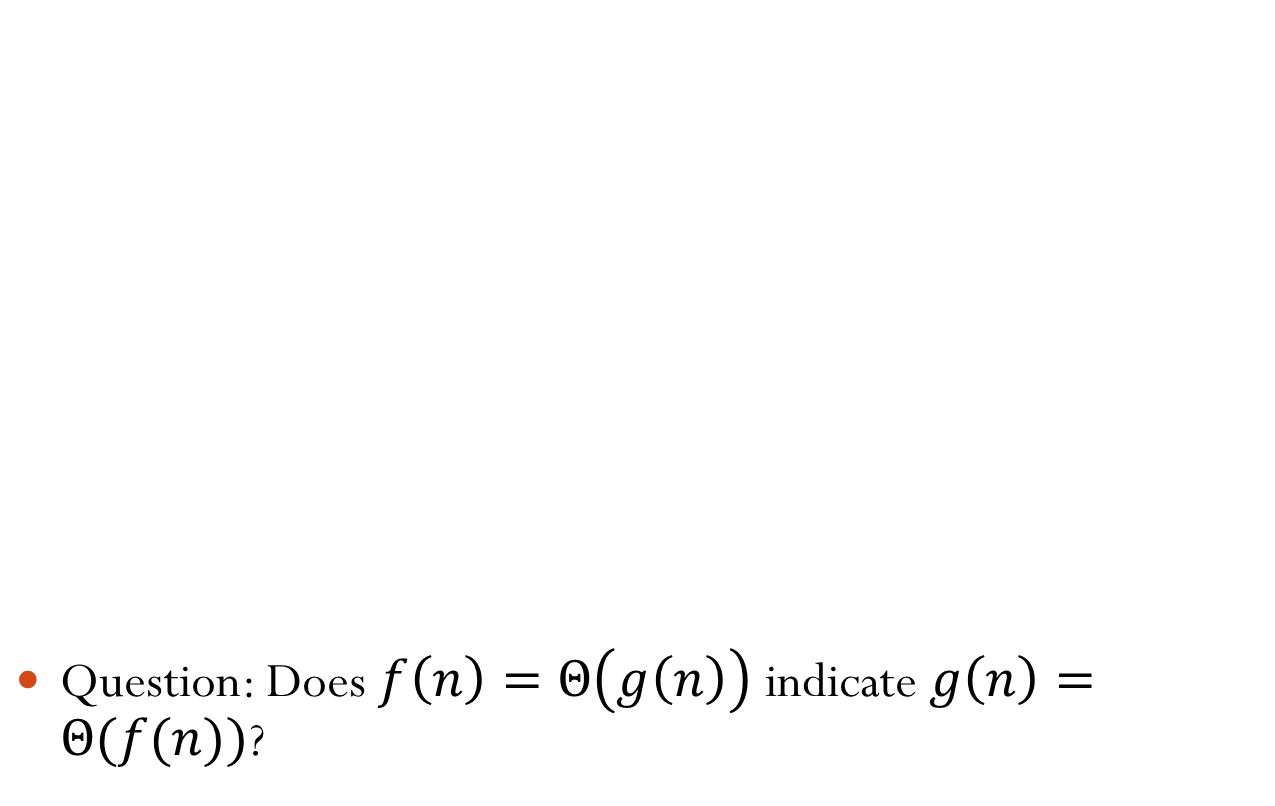 • Question: Does f(n) = Θ(g(n)) indicate g(n) =
Θ(f(n))?